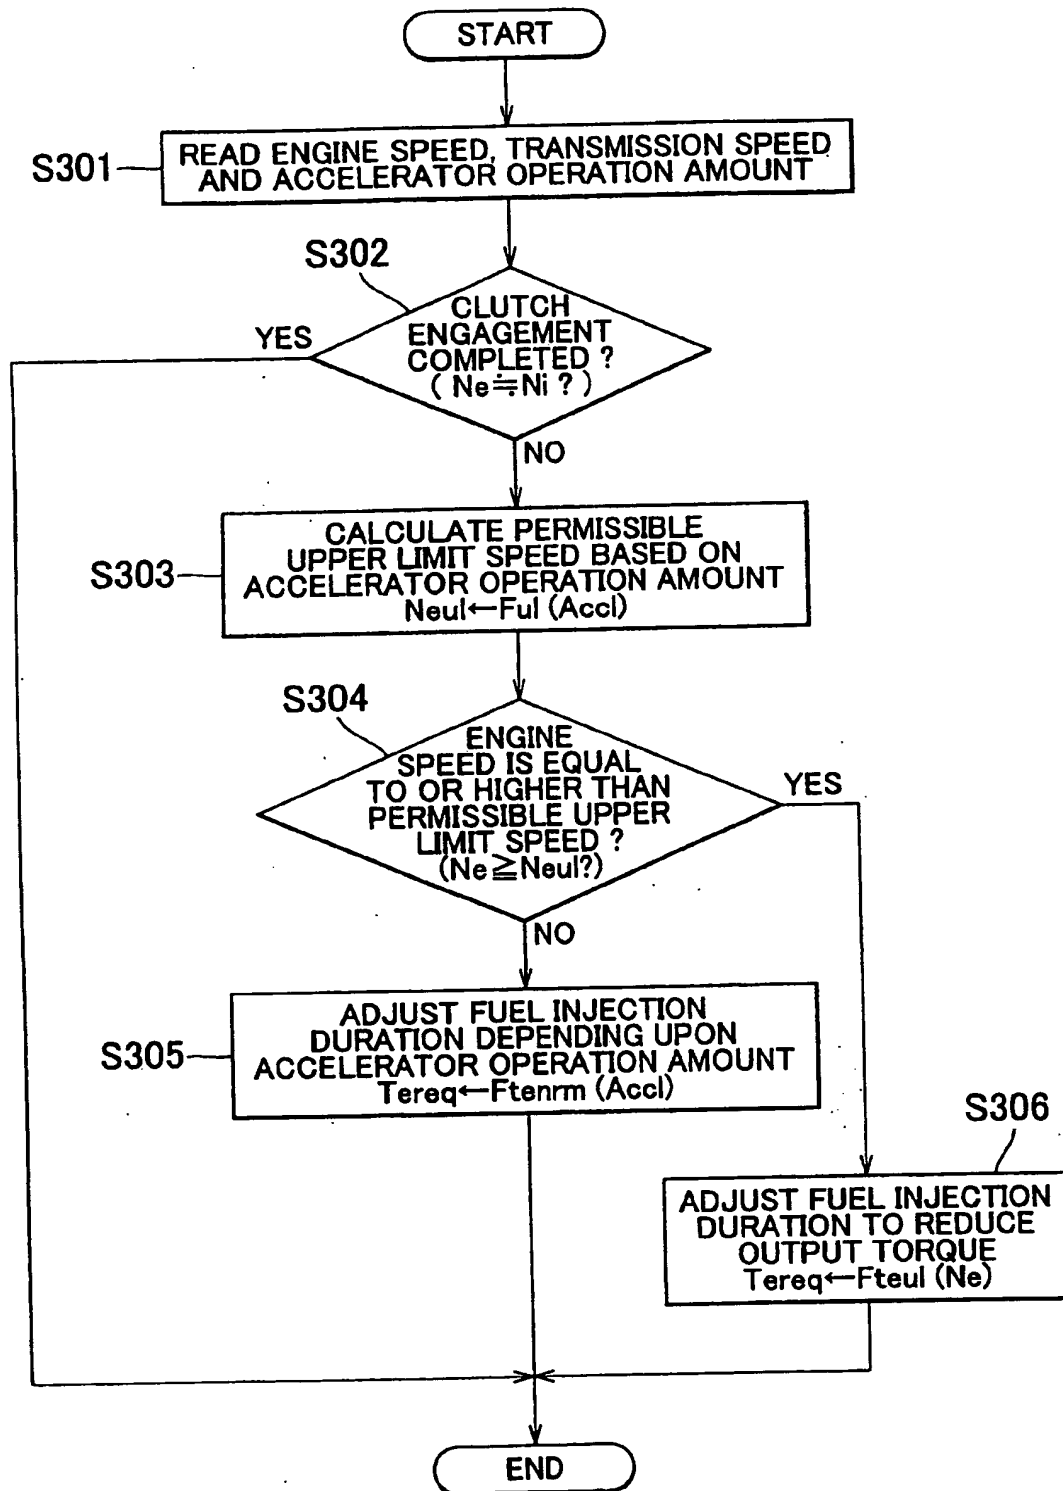 START
S301
READ ENGINE SPEED, TRANSMISSION SPEED
AND ACCELERATOR OPERATION AMOUNT
S302
CLUTCH
ENGAGEMENT
COMPLETED ?
( Ne≒Ni ? )
YES
NO
S303
CALCULATE PERMISSIBLE
UPPER LIMIT SPEED BASED ON
ACCELERATOR OPERATION AMOUNT
Neul←Ful (Accl)
S304
ENGINE
SPEED IS EQUAL
TO OR HIGHER THAN
PERMISSIBLE UPPER
LIMIT SPEED ?
(Ne≧Neul?)
YES
NO
S305
ADJUST FUEL INJECTION
DURATION DEPENDING UPON
ACCELERATOR OPERATION AMOUNT
Tereq←Ftenrm (Accl)
S306
ADJUST FUEL INJECTION
DURATION TO REDUCE
OUTPUT TORQUE
Tereq←Fteul (Ne)
END